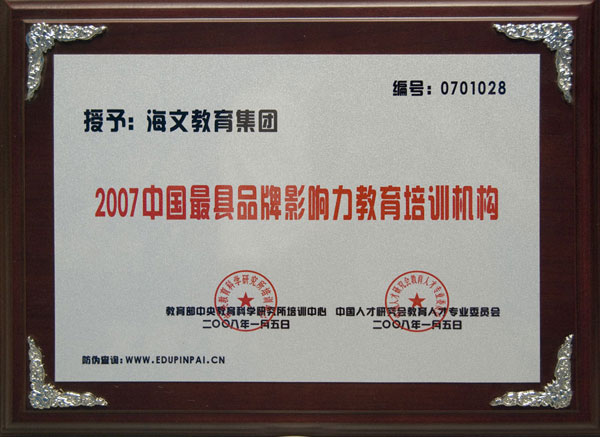 编号：0701028
授予：海文教育集团
2007中国最具品牌影响力教育培训机构
教育部中央教育科学研究所培训中心 中国人才研究会教育人才专业委员会
二〇〇八年一月五日 二〇〇八年一月五日
防伪查询：WWW.EDUPINPAI.CN